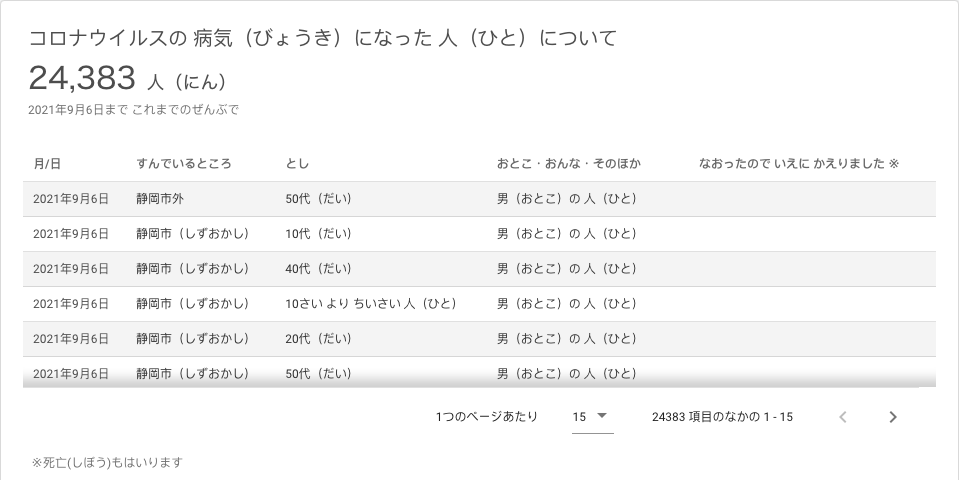 コロナウイルスの 病気（びょうき）になった 人（ひと）について
24,383 人（にん）
2021年9月6日まで これまでのぜんぶで
月/日 すんでいるところ とし おとこ・おんな・そのほか なおったので いえに かえりました ※
2021年9月6日 静岡市外 50代（だい） 男（おとこ）の 人（ひと）
2021年9月6日 静岡市（しずおかし） 10代（だい） 男（おとこ）の 人（ひと）
2021年9月6日 静岡市（しずおかし） 40代（だい） 男（おとこ）の 人（ひと）
2021年9月6日 静岡市（しずおかし） 10さい より ちいさい 人（ひと） 男（おとこ）の 人（ひと）
2021年9月6日 静岡市（しずおかし） 20代（だい） 男（おとこ）の 人（ひと）
2021年9月6日 静岡市（しずおかし） 50代（だい） 男（おとこ）の 人（ひと）
1つのページあたり 15 24383 項目のなかの 1 - 15
※死亡(しぼう)もはいります